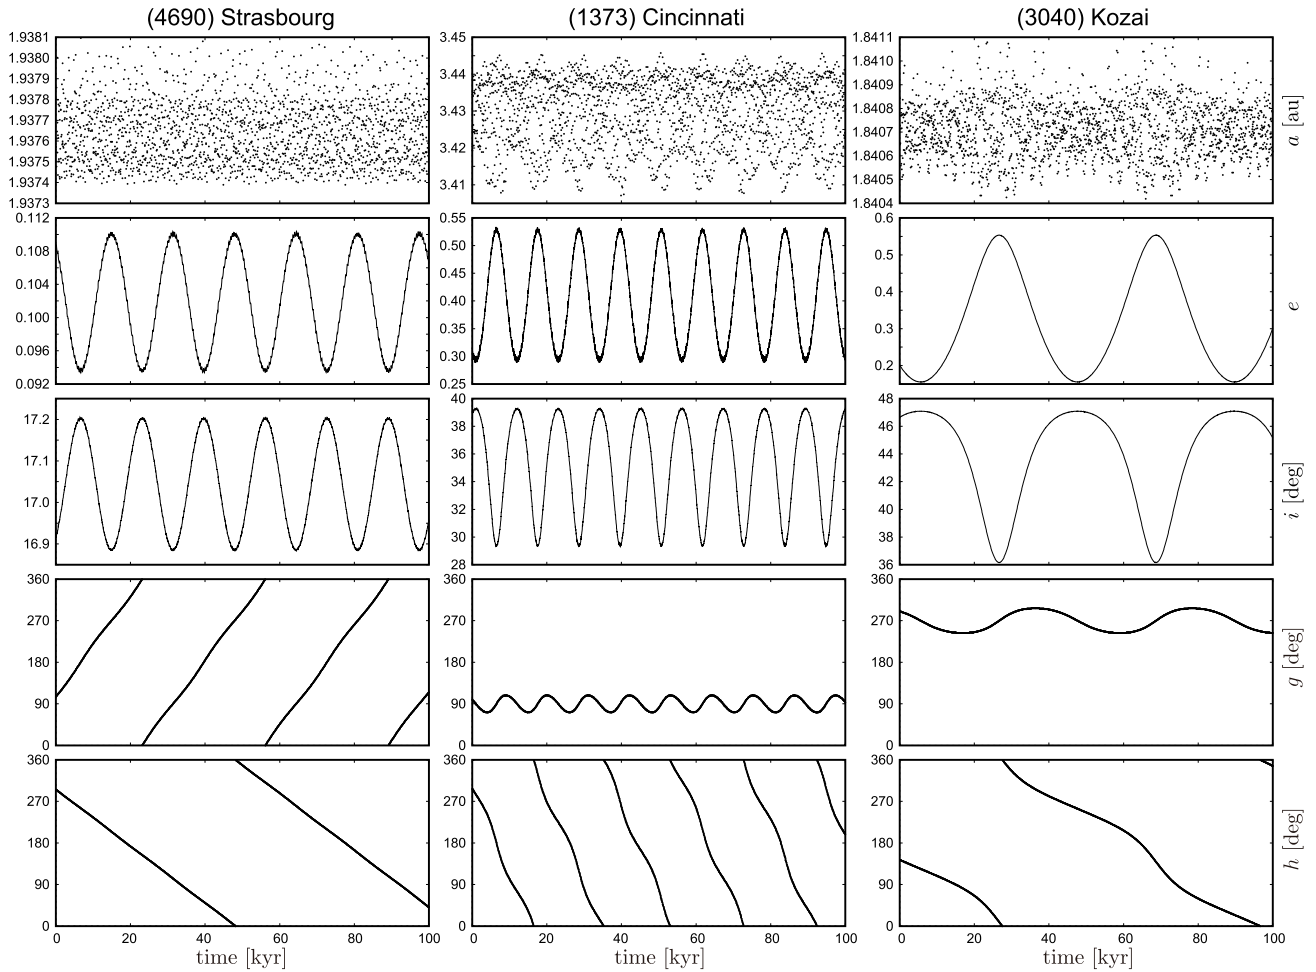 (4690) Strasbourg (1373) Cincinnati (3040) Kozai
1.9381 3.45 1.8411
1.9380 1.8410
1.9379 3.44 1.8409
1.9378 1.8408
1.9377 3.43 1.8407
1.9376 3.42 1.8406
1.9375 1.8405
1.9374 3.41 1.8404
1.9373
a [au]
0.112 0.55 0.6
0.108 0.50 0.5
0.104 0.45 0.4
0.100 0.40 0.3
0.096 0.35 0.2
0.092 0.30
0.25
e
17.2 40 48
17.1 38 46
17.0 36 44
16.9 34 42
32 40
30 38
28 36
i [deg]
360 360 360
270 270 270
180 180 180
90 90 90
0 0 0
g [deg]
360 360 360
270 270 270
180 180 180
90 90 90
0 0 0
h [deg]
0 20 40 60 80 100 0 20 40 60 80 100 0 20 40 60 80 100
time [kyr] time [kyr] time [kyr]